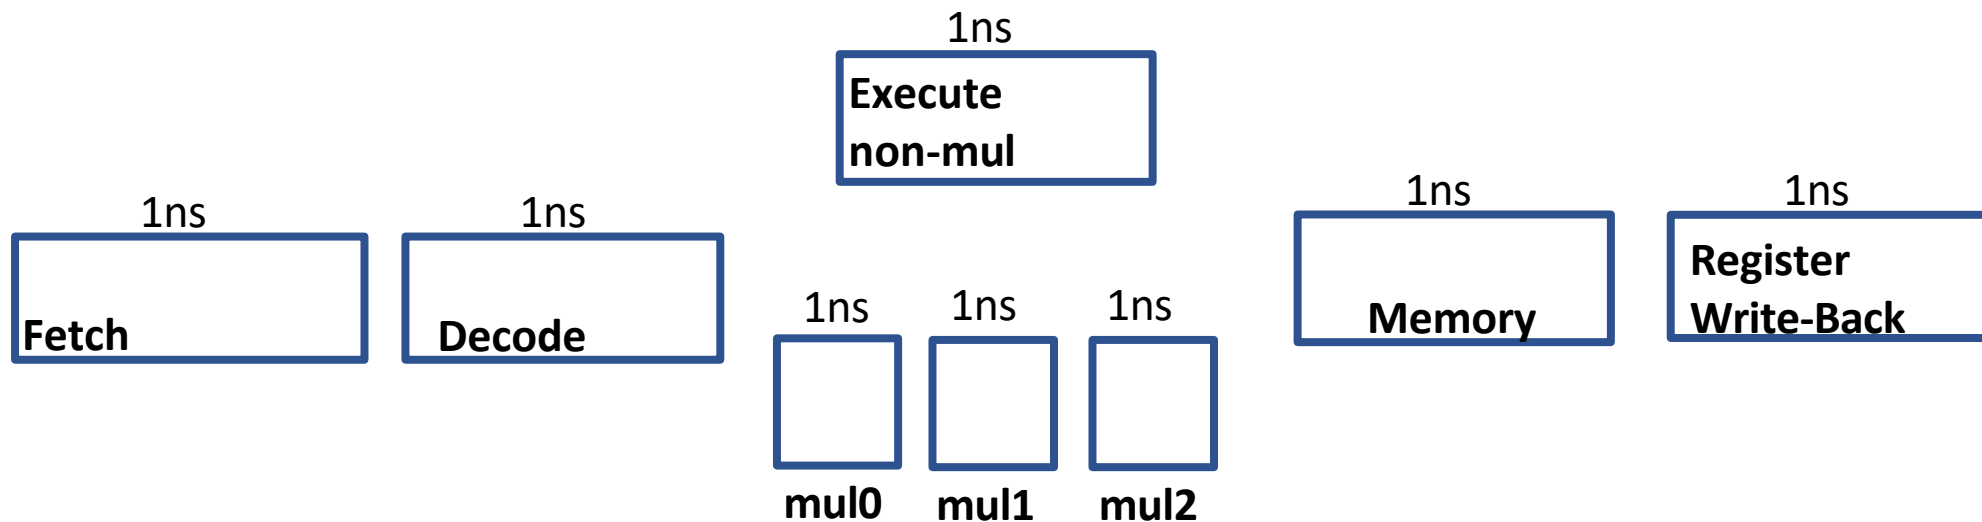 1ns
Execute
non-mul
1ns
Fetch
1ns
Decode
1ns
mul0
1ns
mul1
1ns
mul2
1ns
Memory
1ns
Register
Write-Back